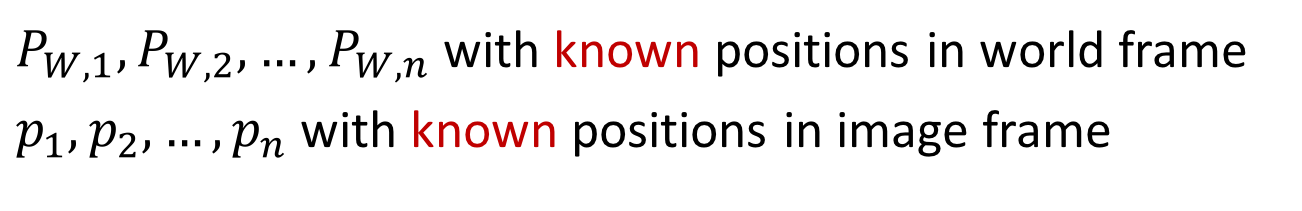 P_{W,1}, P_{W,2}, …, P_{W,n} with known positions in world frame
p_1, p_2, …, p_n with known positions in image frame